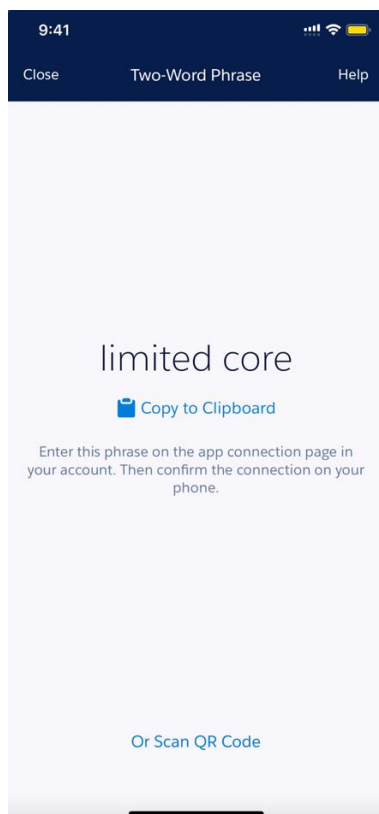 9:41
Close Two-Word Phrase Help
limited core
Copy to Clipboard
Enter this phrase on the app connection page in
your account. Then confirm the connection on your
phone.
Or Scan QR Code